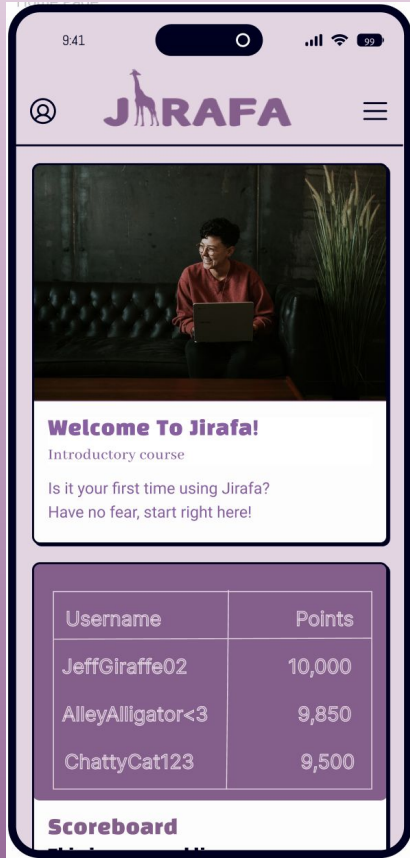 9:41
99
JIRAFA
Welcome To Jirafa!
Introductory course
Is it your first time using Jirafa?
Have no fear, start right here!
Username Points
JeffGiraffe02 10,000
AlleyAlligator<3 9,850
ChattyCat123 9,500
Scoreboard